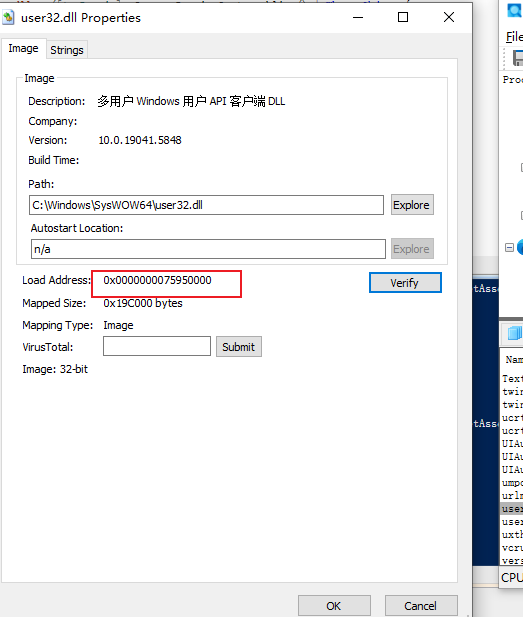 user32.dll Properties
Image
Strings
Image
Description: 多用户 Windows 用户 API 客户端 DLL
Company:
Version: 10.0.19041.5848
Build Time:
Path:
C:\Windows\SysWOW64\user32.dll
Explore
Autostart Location:
n/a
Explore
Load Address: 0x0000000075950000
Verify
Mapped Size: 0x19C000 bytes
Mapping Type: Image
VirusTotal:
Submit
Image: 32-bit
OK
Cancel
File
Proc
tAsse
tAsse
Nam
Text
twin
twin
ucrt
ucrt
UIAu
UIAu
UIAu
umpd
urlm
user
user
uxth
vcru
vers
CPU